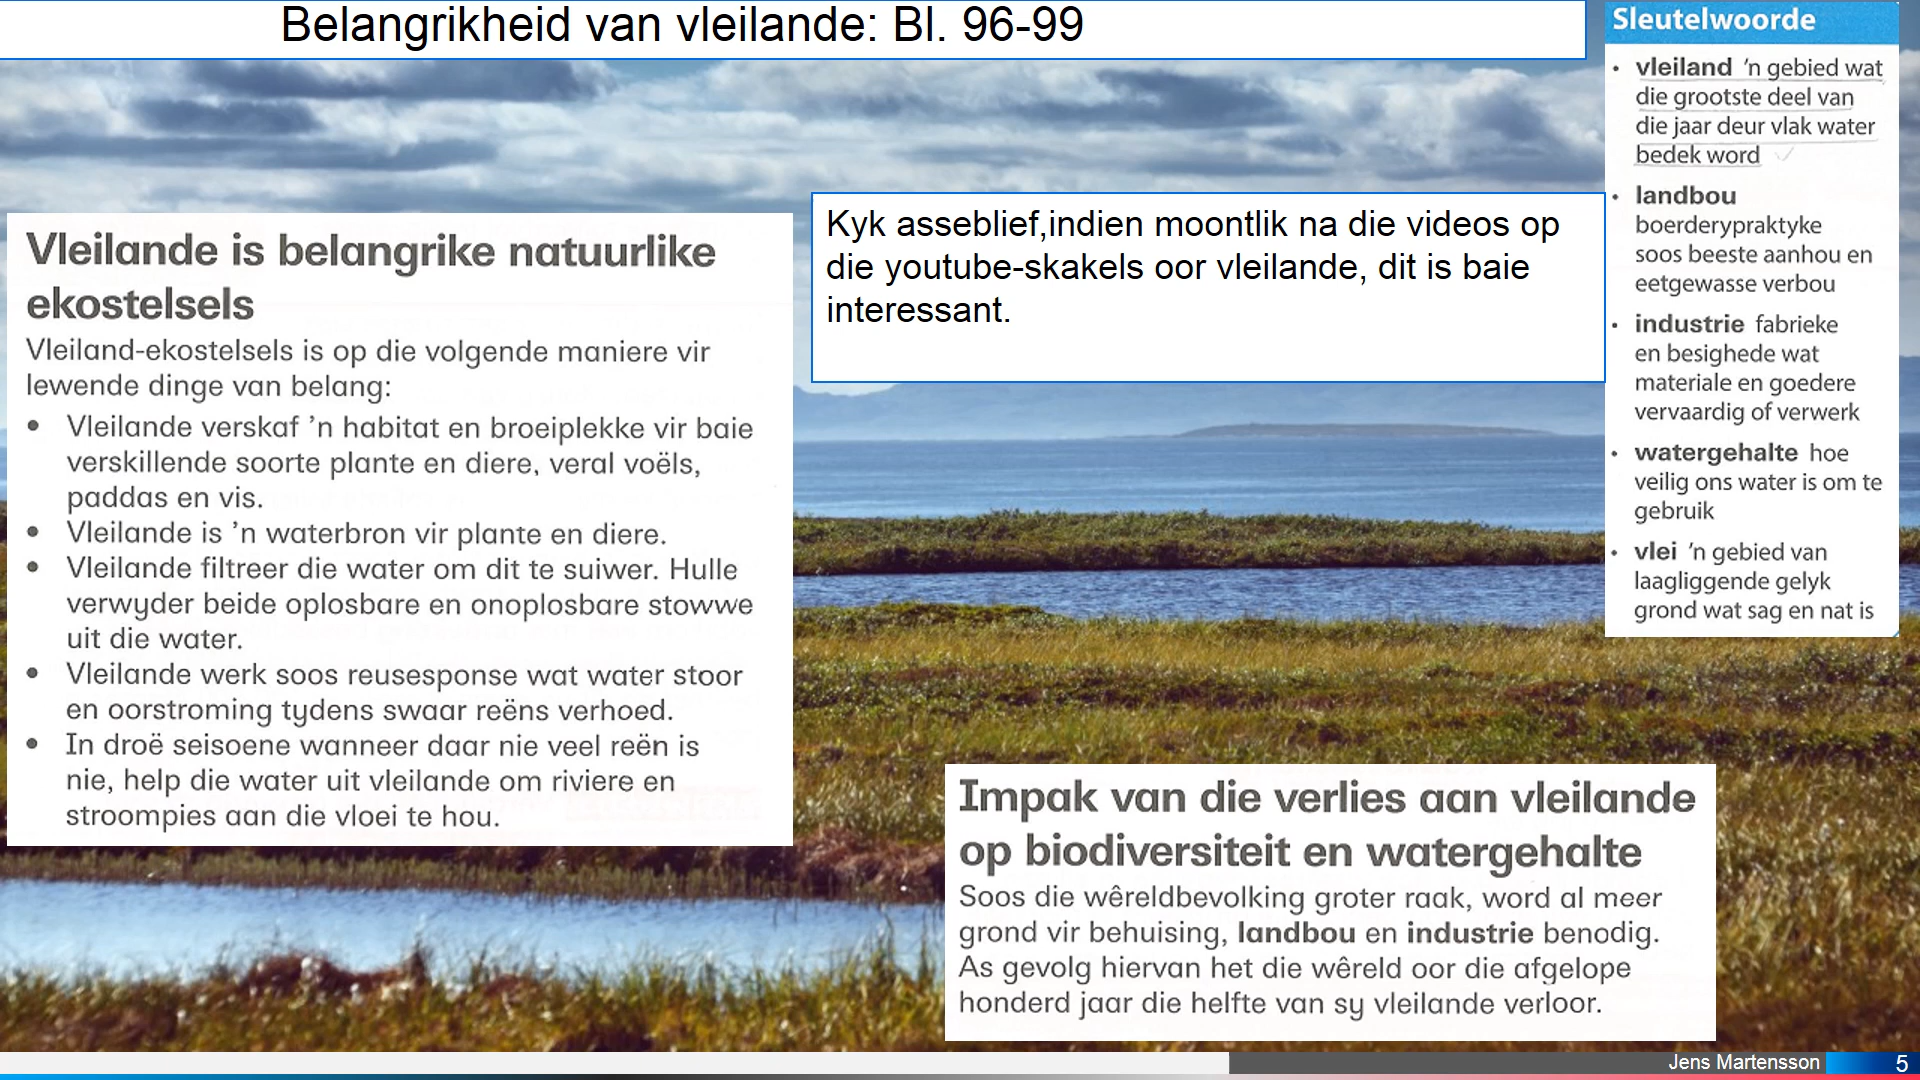 Belangrikheid van vleilande: Bl. 96-99
Vleilande is belangrike natuurlike
ekostelsels
Vleiland-ekostelsels is op die volgende maniere vir
lewende dinge van belang:
• Vleilande verskaf ’n habitat en broeiplekke vir baie
verskillende soorte plante en diere, veral voëls,
paddas en vis.
• Vleilande is ’n waterbron vir plante en diere.
• Vleilande filtreer die water om dit te suiwer. Hulle
verwyder beide oplosbare en onoplosbare stowwe
uit die water.
• Vleilande werk soos reusesponse wat water stoor
en oorstroming tydens swaar reëns verhoed.
• In droë seisoene wanneer daar nie veel reën is
nie, help die water uit vleilande om riviere en
stroompies aan die vloei te hou.
Kyk asseblief,indien moontlik na die videos op
die youtube-skakels oor vleilande, dit is baie
interessant.
Sleutelwoorde
• vleiland ’n gebied wat
die grootste deel van
die jaar deur vlak water
bedek word
• landbou
boerderypraktyke
soos beeste aanhou en
eetgewasse verbou
• industrie fabrieke
en besighede wat
materiale en goedere
vervaardig of verwerk
• watergehalte hoe
veilig ons water is om te
gebruik
• vlei ’n gebied van
laagliggende gelyk
grond wat sag en nat is
Impak van die verlies aan vleilande
op biodiversiteit en watergehalte
Soos die wêreldbevolking groter raak, word al meer
grond vir behuising, landbou en industrie benodig.
As gevolg hiervan het die wêreld oor die afgelope
honderd jaar die helfte van sy vleilande verloor.
Jens Martensson
5